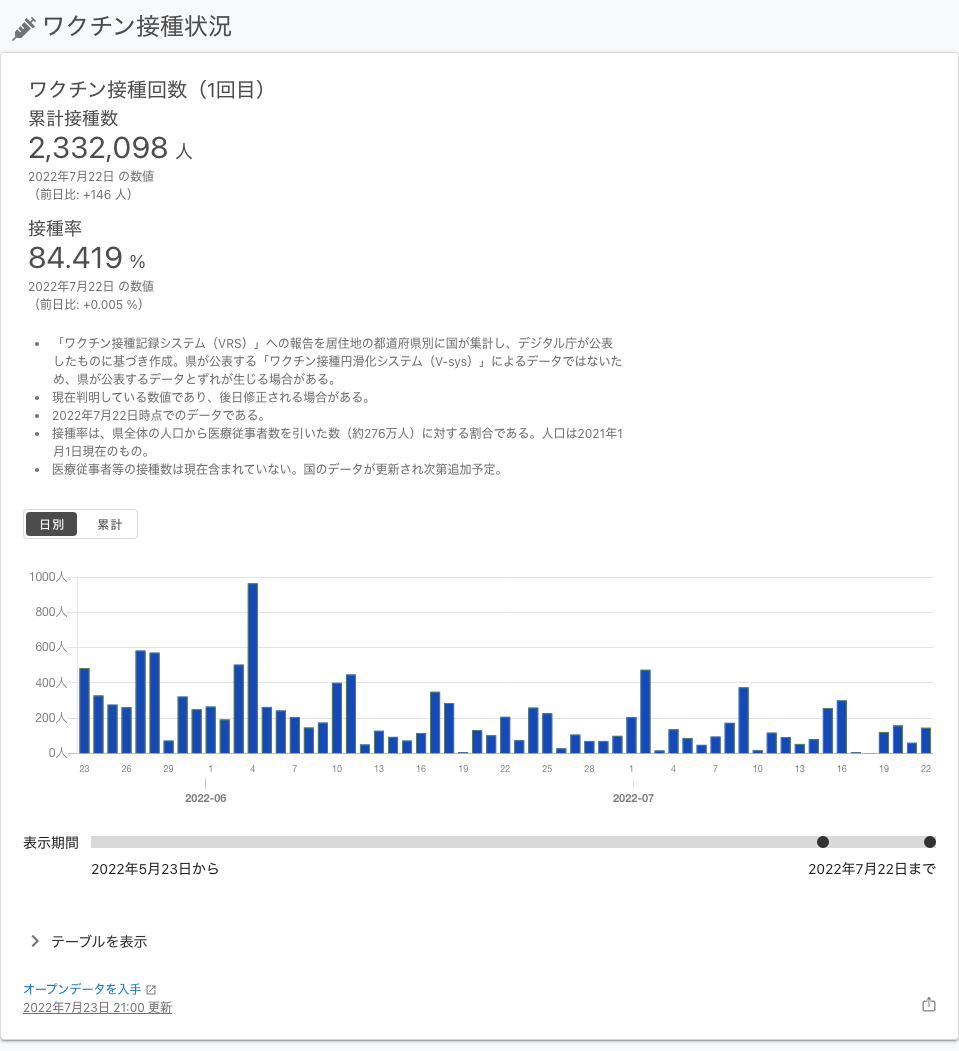 ワクチン接種状況
ワクチン接種回数（1回目）
累計接種数
2,332,098 人
2022年7月22日 の数値
（前日比: +146 人）
接種率
84.419 %
2022年7月22日 の数値
（前日比: +0.005 %）
• 「ワクチン接種記録システム（VRS）」への報告を居住地の都道府県別に国が集計し、デジタル庁が公表
したものに基づき作成。県が公表する「ワクチン接種円滑化システム（V-sys）」によるデータではないた
め、県が公表するデータとずれが生じる場合がある。
• 現在判明している数値であり、後日修正される場合がある。
• 2022年7月22日時点でのデータである。
• 接種率は、県全体の人口から医療従事者数を引いた数（約276万人）に対する割合である。人口は2021年1
月1日現在のもの。
• 医療従事者等の接種数は現在含まれていない。国のデータが更新され次第追加予定。
日別 累計
1000人
800人
600人
400人
200人
0人
23 26 29 1 4 7 10 13 16 19 22 25 28 1 4 7 10 13 16 19 22
2022-06 2022-07
表示期間
2022年5月23日から 2022年7月22日まで
テーブルを表示
オープンデータを入手
2022年7月23日 21:00 更新